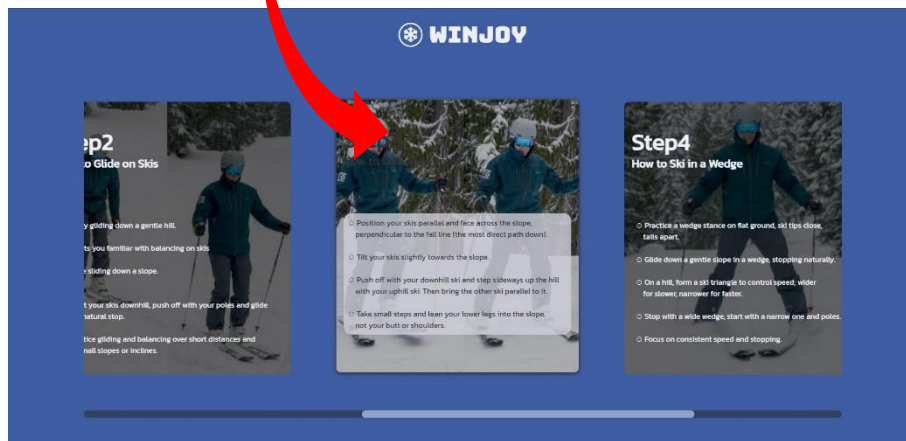 WINJOY
ep2
o Glide on Skis
y gliding down a gentle hill.
ts you familiar with balancing on skis
sliding down a slope.
t your skis downhill, push off with your poles and glide
natural stop.
tice gliding and balancing over short distances and
mall slopes or inclines.
How to
○ Position your skis parallel and face across the slope,
perpendicular to the fall line (the most direct path down).
○ Tilt your skis slightly towards the slope.
○ Push off with your downhill ski and step sideways up the hill
with your uphill ski. Then bring the other ski parallel to it.
○ Take small steps and lean your lower legs into the slope,
not your butt or shoulders.
Step4
How to Ski in a Wedge
○ Practice a wedge stance on flat ground, ski tips close,
tails apart.
○ Glide down a gentle slope in a wedge, stopping naturally.
○ On a hill, form a ski triangle to control speed; wider
for slower, narrower for faster.
○ Stop with a wide wedge, start with a narrow one and poles.
○ Focus on consistent speed and stopping.